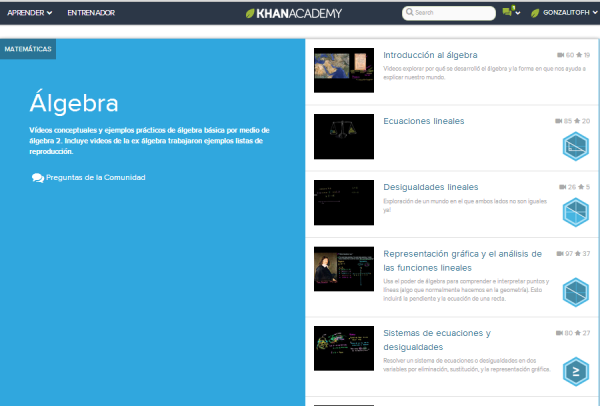 APRENDER
ENTRENADOR
KHANACADEMY
Search
GONZALITOFH
MATEMÁTICAS
Álgebra
Vídeos conceptuales y ejemplos prácticos de álgebra básica por medio de
álgebra 2. Incluye videos de la ex álgebra trabajaron ejemplos listas de
reproducción.
Preguntas de la Comunidad
Introducción al álgebra
60 19
Videos explorar por qué se desarrolló el álgebra y la forma en que nos ayuda a
explicar nuestro mundo.
Ecuaciones lineales
85 20
Desigualdades lineales
26 5
Exploración de un mundo en el que ambos lados no son iguales
ya!
Representación gráfica y el análisis de
las funciones lineales
97 37
Use el poder de álgebra para comprender e interpretar puntos y
líneas (algo que normalmente hacemos en la geometría). Esto
incluirá la pendiente y la ecuación de una recta.
Sistemas de ecuaciones y
desigualdades
80 27
Resolver un sistema de ecuaciones o desigualdades en dos
variables por eliminación, sustitución, y la representación gráfica.
≥